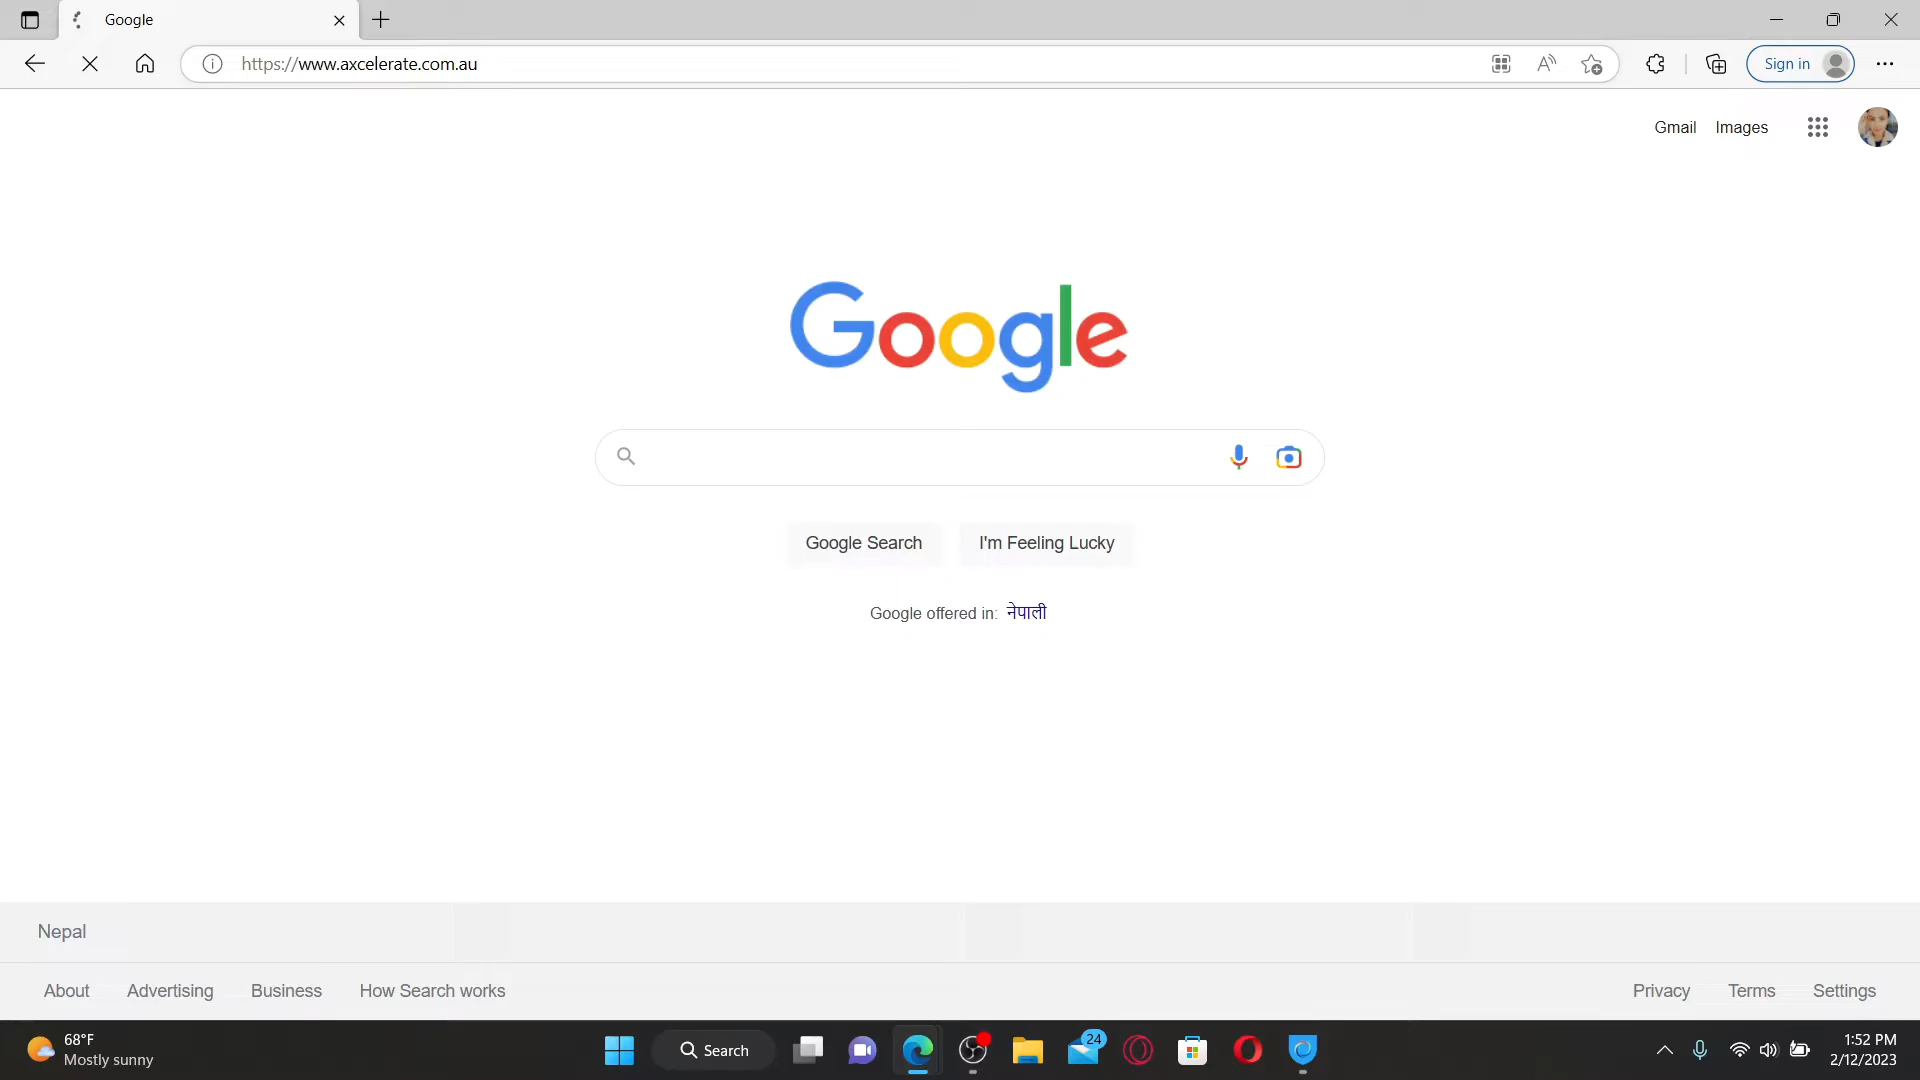 Google
https://www.axcelerate.com.au
Sign in
Gmail Images
Google
Google Search I'm Feeling Lucky
Google offered in: नेपाली
Nepal
About Advertising Business How Search works Privacy Terms Settings
68°F
Mostly sunny
Search
24
1:52 PM
2/12/2023